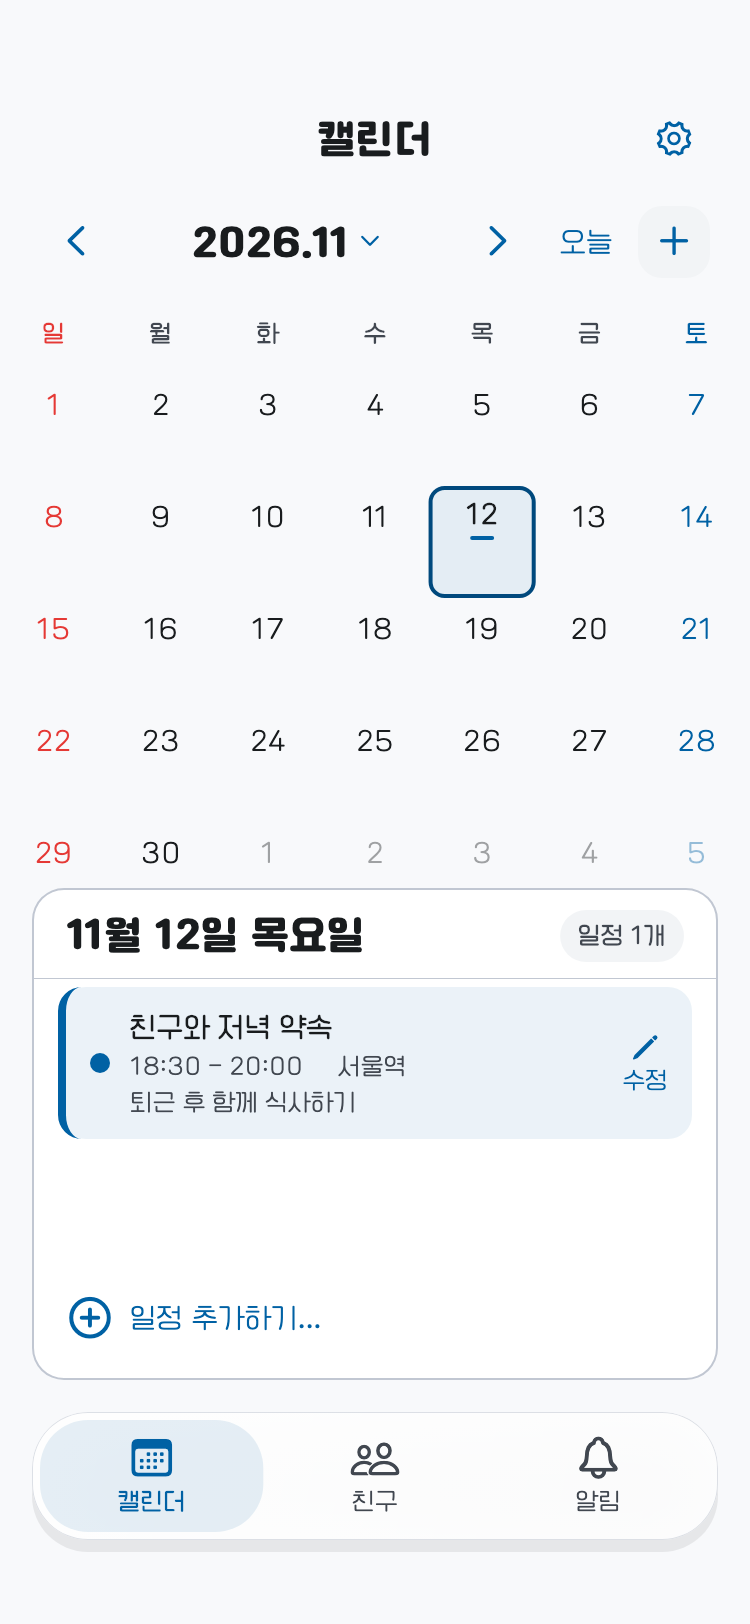 캘린더
2026.11
오늘
일 월 화 수 목 금 토
1 2 3 4 5 6 7
8 9 10 11 12 13 14
15 16 17 18 19 20 21
22 23 24 25 26 27 28
29 30 1 2 3 4 5
11월 12일 목요일 일정 1개
친구와 저녁 약속
18:30 – 20:00 서울역
퇴근 후 함께 식사하기
수정
일정 추가하기...
캘린더 친구 알림